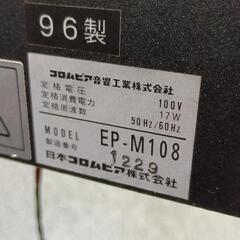 96製
コロムビア音響工業株式会社
定格電圧 100V
定格消費電力 17W
定格周波数 50Hz/60Hz
MODEL EP-M108
製造番号 1229
日本コロムビア株式会社